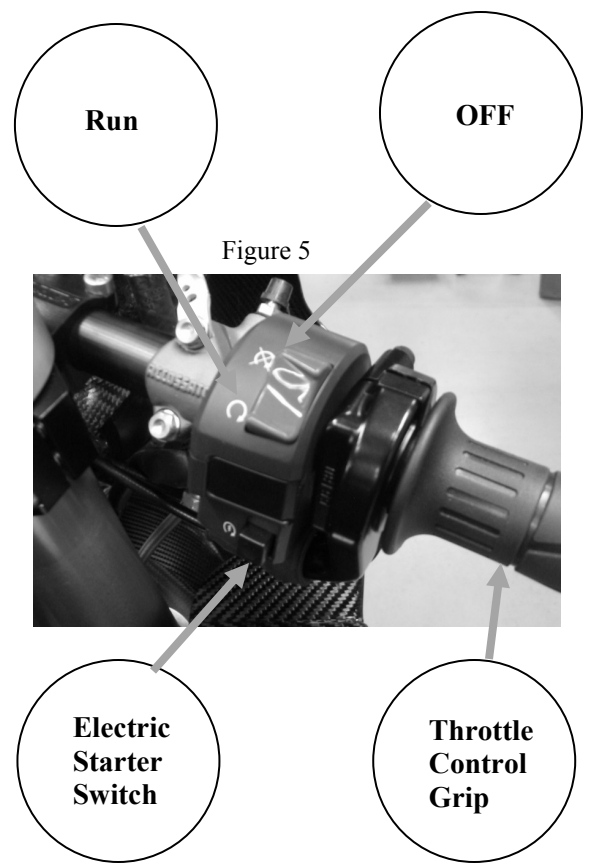 Run
OFF
Figure 5
Electric
Starter
Switch
Throttle
Control
Grip